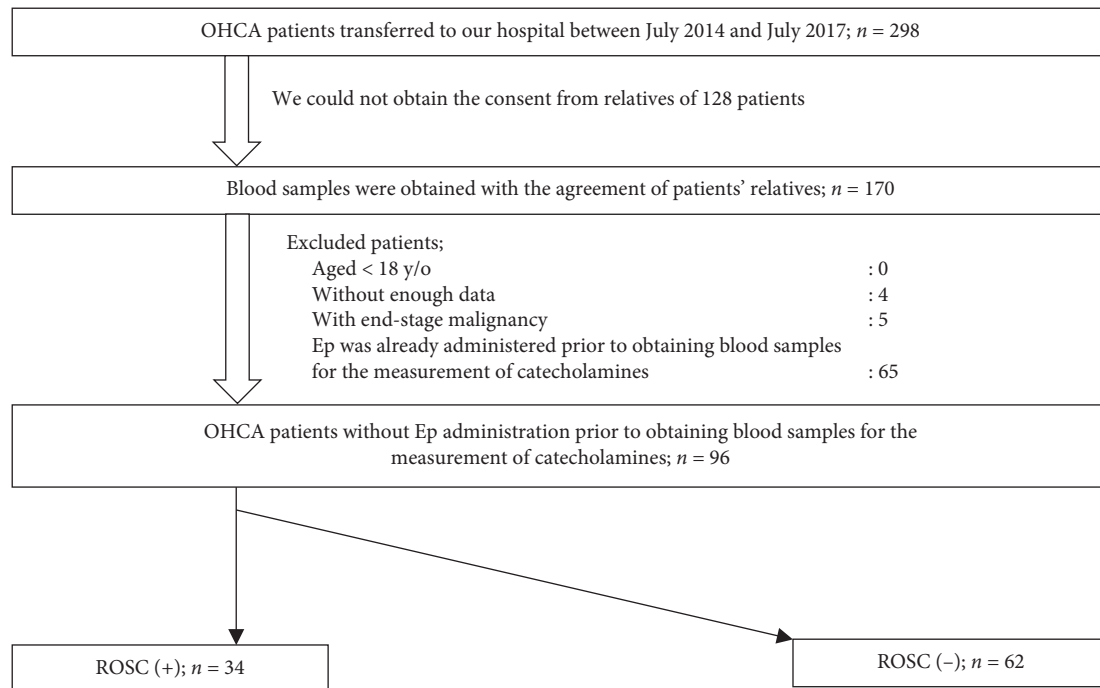 OHCA patients transferred to our hospital between July 2014 and July 2017; n = 298
We could not obtain the consent from relatives of 128 patients
Blood samples were obtained with the agreement of patients' relatives; n = 170
Excluded patients;
Aged < 18 y/o : 0
Without enough data : 4
With end-stage malignancy : 5
Ep was already administered prior to obtaining blood samples
for the measurement of catecholamines : 65
OHCA patients without Ep administration prior to obtaining blood samples for the
measurement of catecholamines; n = 96
ROSC (+); n = 34
ROSC (–); n = 62